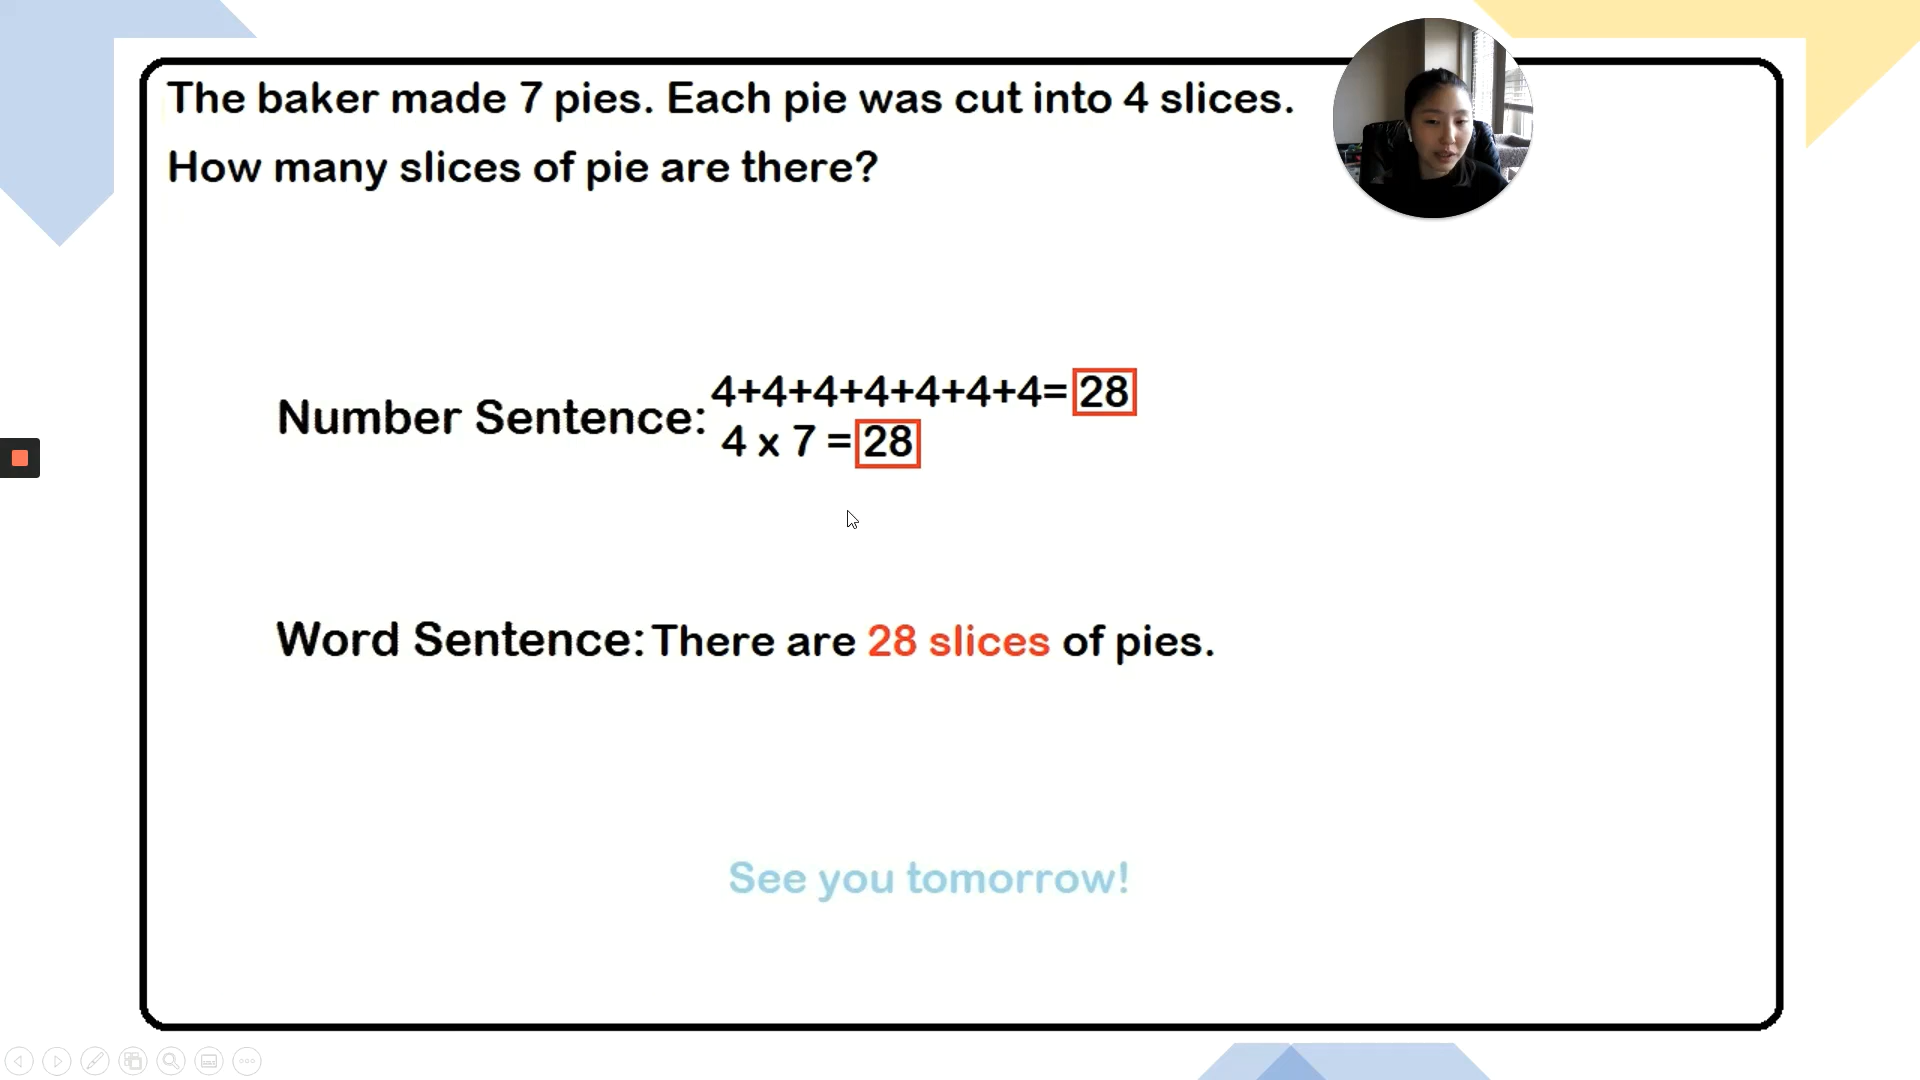 The baker made 7 pies. Each pie was cut into 4 slices.
How many slices of pie are there?
Number Sentence: 4+4+4+4+4+4+4= 28
4 x 7 = 28
Word Sentence: There are 28 slices of pies.
See you tomorrow!